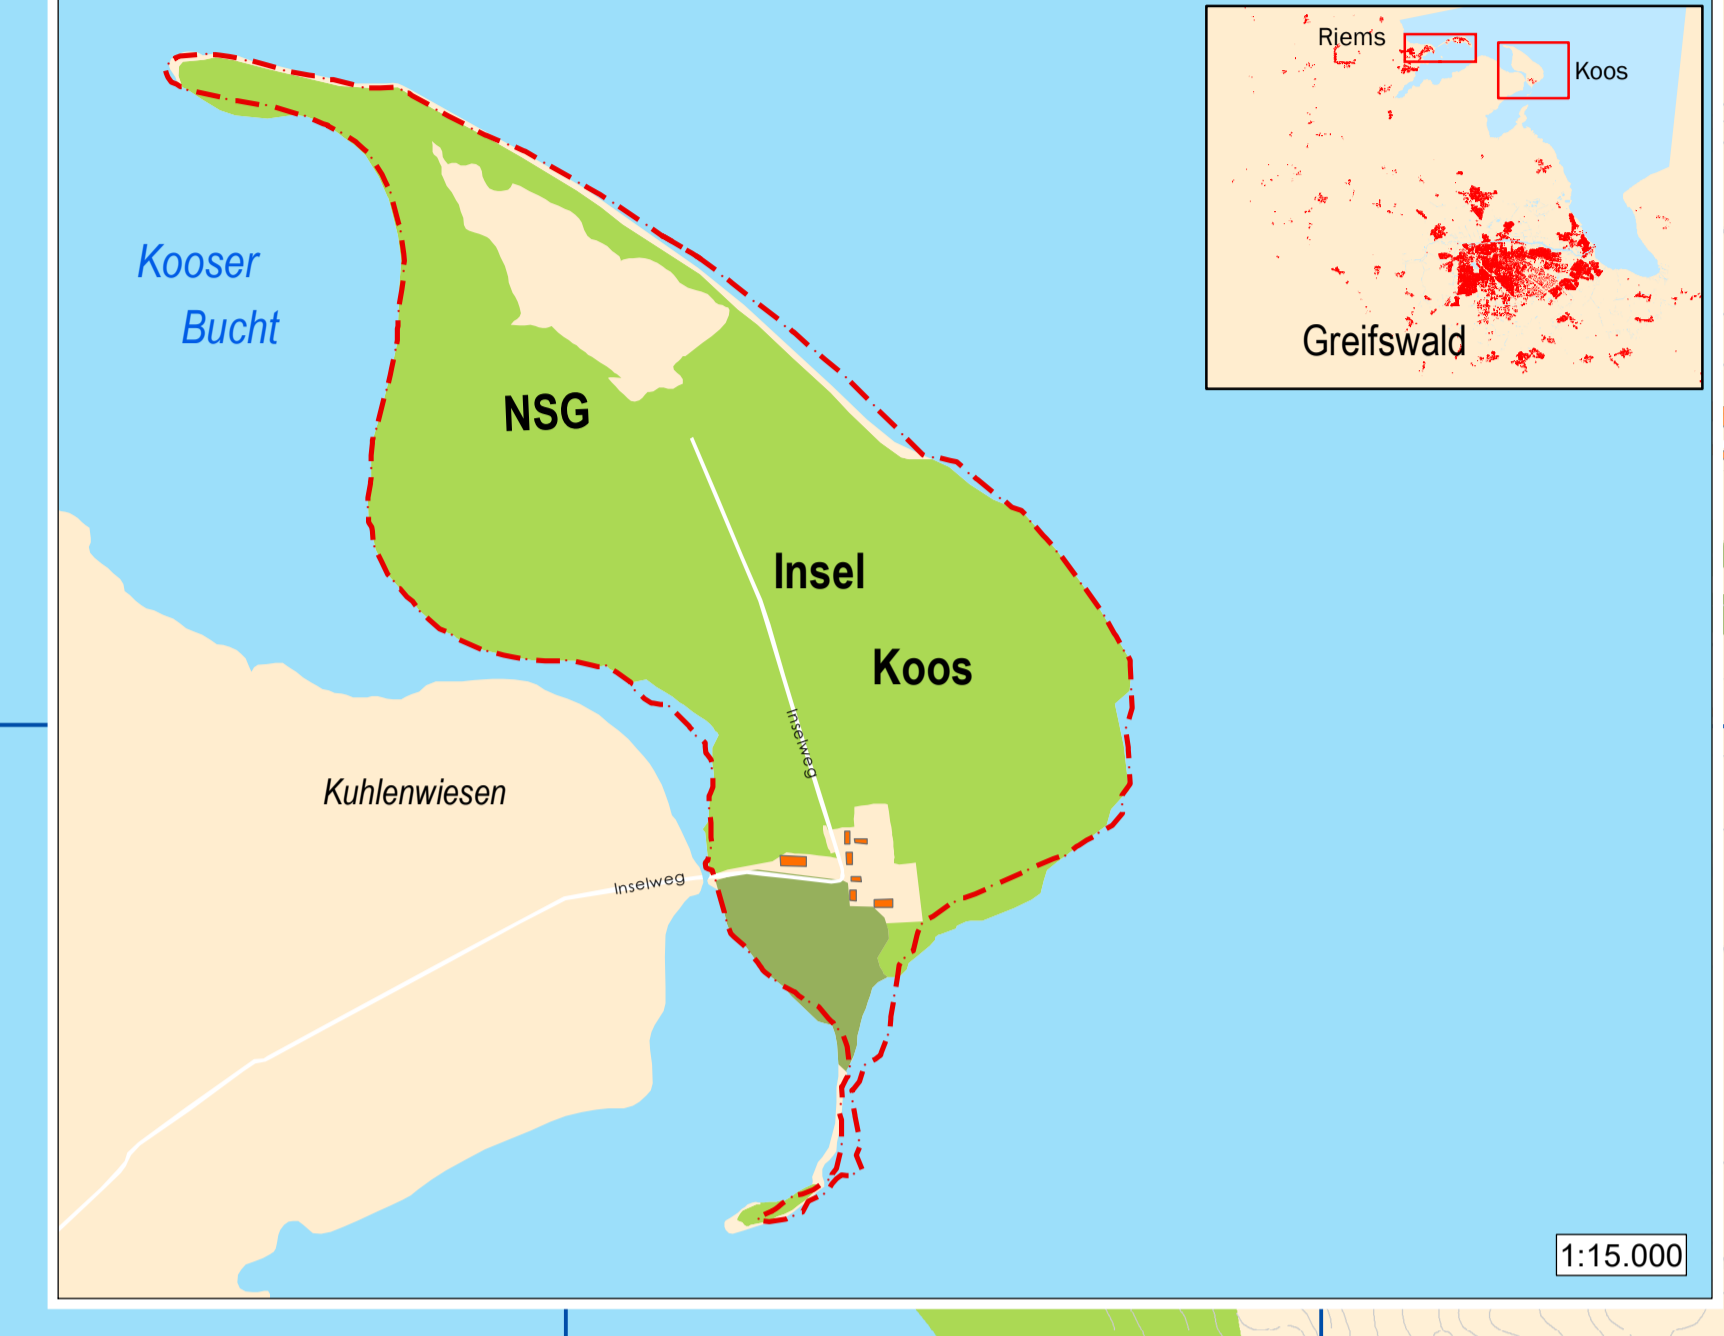 Riems
Koos
Greifswald
Kooser
Bucht
NSG
Insel
Koos
Inselweg
Kuhlenwiesen
Inselweg
1:15.000